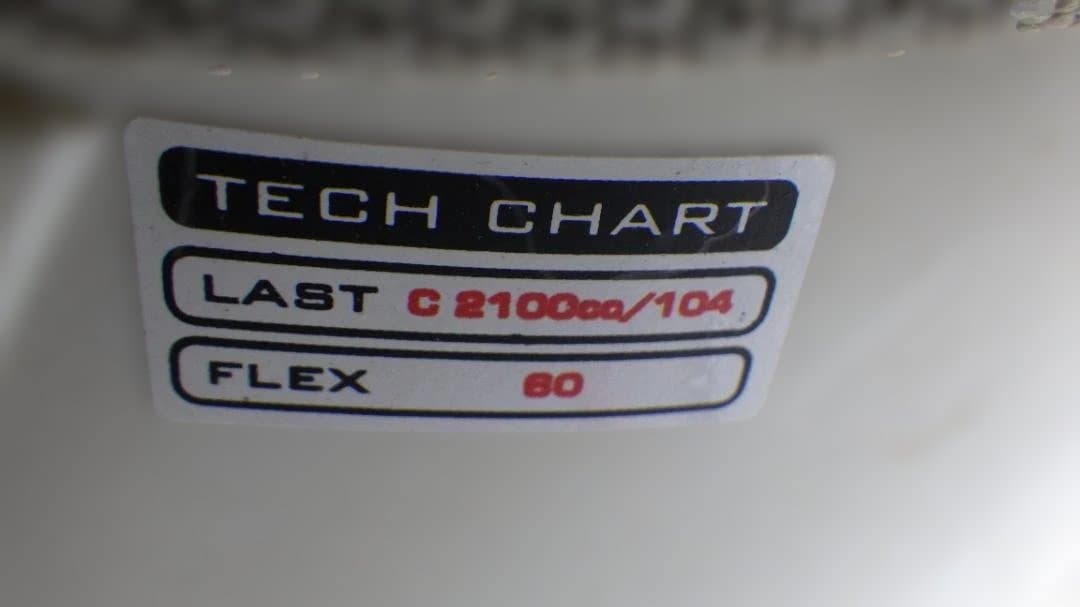 TECH CHART
LAST C 2100cc/104
FLEX 60